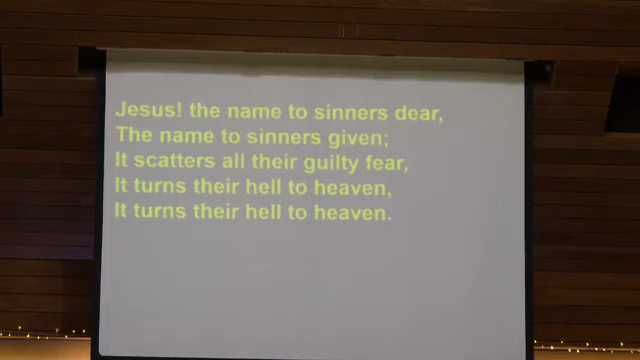 Jesus! the name to sinners dear,
The name to sinners given;
It scatters all their guilty fear,
It turns their hell to heaven,
It turns their hell to heaven.